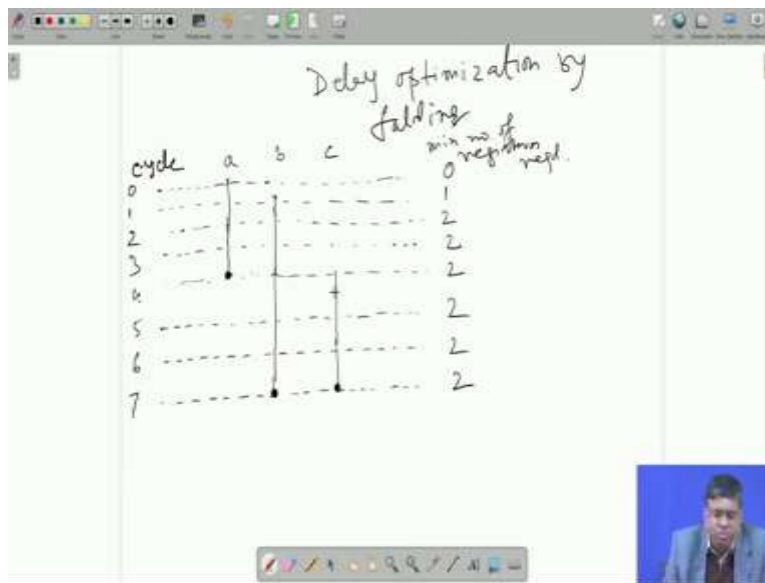 Delay optimization by
folding
min no of
registers
reqd.
cycle a b c
0 0
1 1
2 2
3 2
4 2
5 2
6 2
7 2